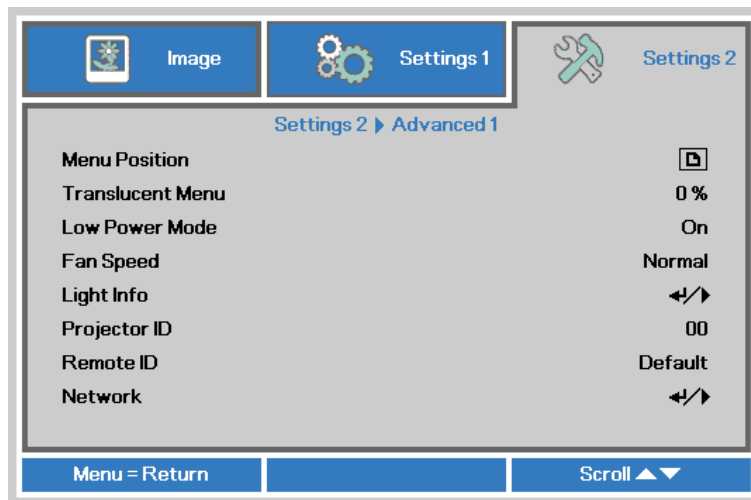 Image Settings 1 Settings 2
Settings 2 ▶ Advanced 1
Menu Position
Translucent Menu 0 %
Low Power Mode On
Fan Speed Normal
Light Info ↵/▶
Projector ID 00
Remote ID Default
Network ↵/▶
Menu = Return Scroll ▲▼